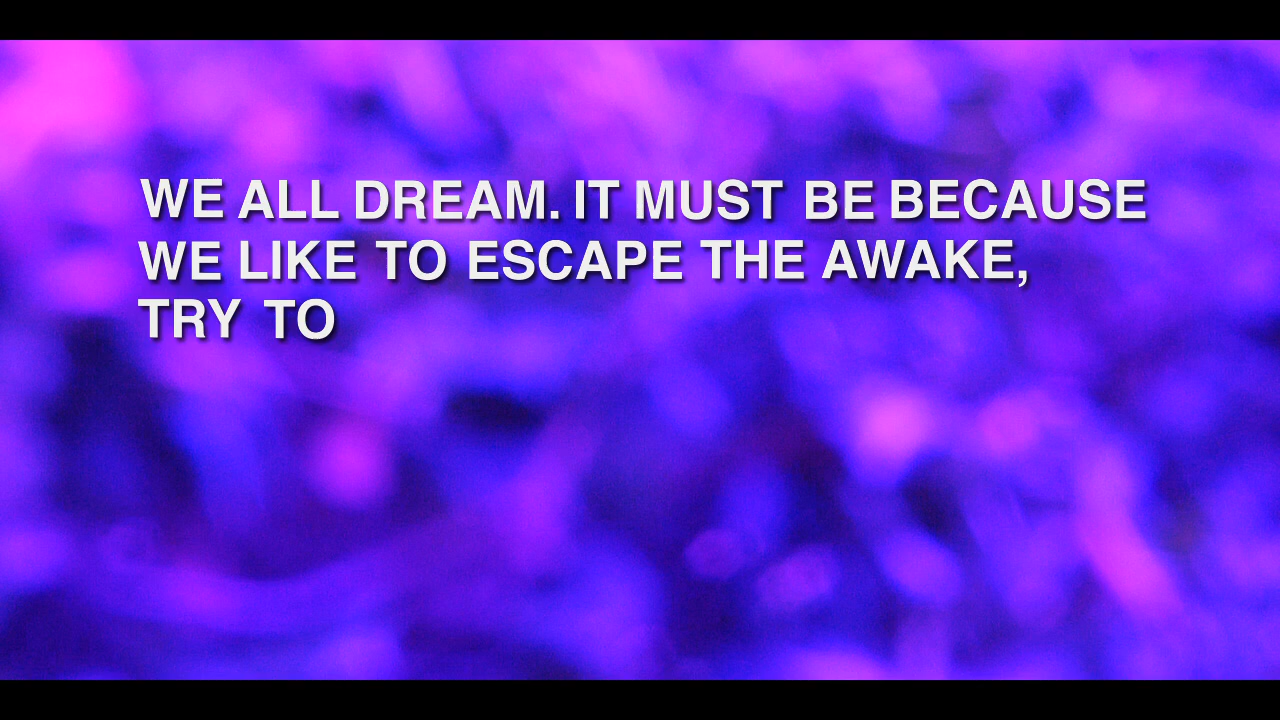 WE ALL DREAM. IT MUST BE BECAUSE
WE LIKE TO ESCAPE THE AWAKE,
TRY TO